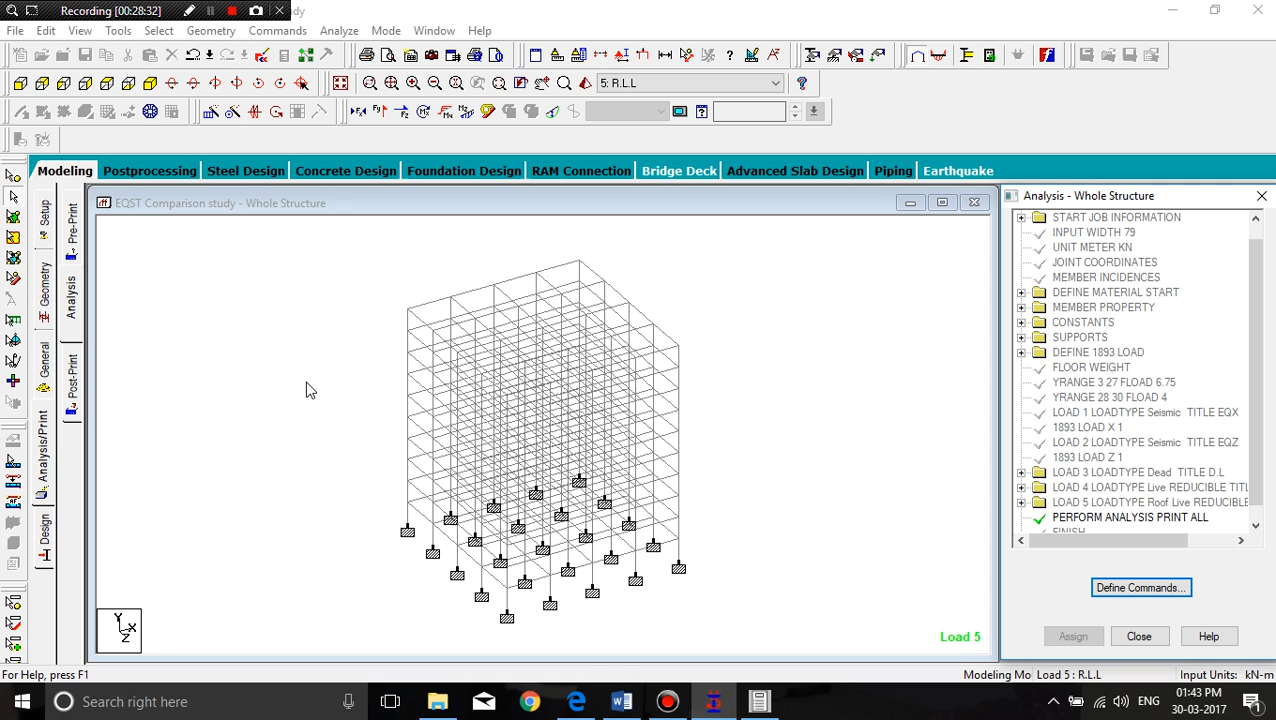 Recording [00:28:32]
dy
File Edit View Tools Select Geometry Commands Analyze Mode Window Help
5: R.L.L
Modeling Postprocessing Steel Design Concrete Design Foundation Design RAM Connection Bridge Deck Advanced Slab Design Piping Earthquake
EQST Comparison study - Whole Structure
Setup
Geometry
General
Analysis/Print
Design
Pre-Print
Analysis
Post-Print
Y
X
Z
Load 5
Analysis - Whole Structure
START JOB INFORMATION
INPUT WIDTH 79
UNIT METER KN
JOINT COORDINATES
MEMBER INCIDENCES
DEFINE MATERIAL START
MEMBER PROPERTY
CONSTANTS
SUPPORTS
DEFINE 1893 LOAD
FLOOR WEIGHT
YRANGE 3 27 FLOAD 6.75
YRANGE 28 30 FLOAD 4
LOAD 1 LOADTYPE Seismic TITLE EQX
1893 LOAD X 1
LOAD 2 LOADTYPE Seismic TITLE EQZ
1893 LOAD Z 1
LOAD 3 LOADTYPE Dead TITLE D.L
LOAD 4 LOADTYPE Live REDUCIBLE TITL
LOAD 5 LOADTYPE Roof Live REDUCIBLE
PERFORM ANALYSIS PRINT ALL
FINISH
Define Commands...
Assign Close Help
For Help, press F1
Modeling Mo Load 5 : R.L.L Input Units: kN-m
Search right here
ENG
01:43 PM
30-03-2017